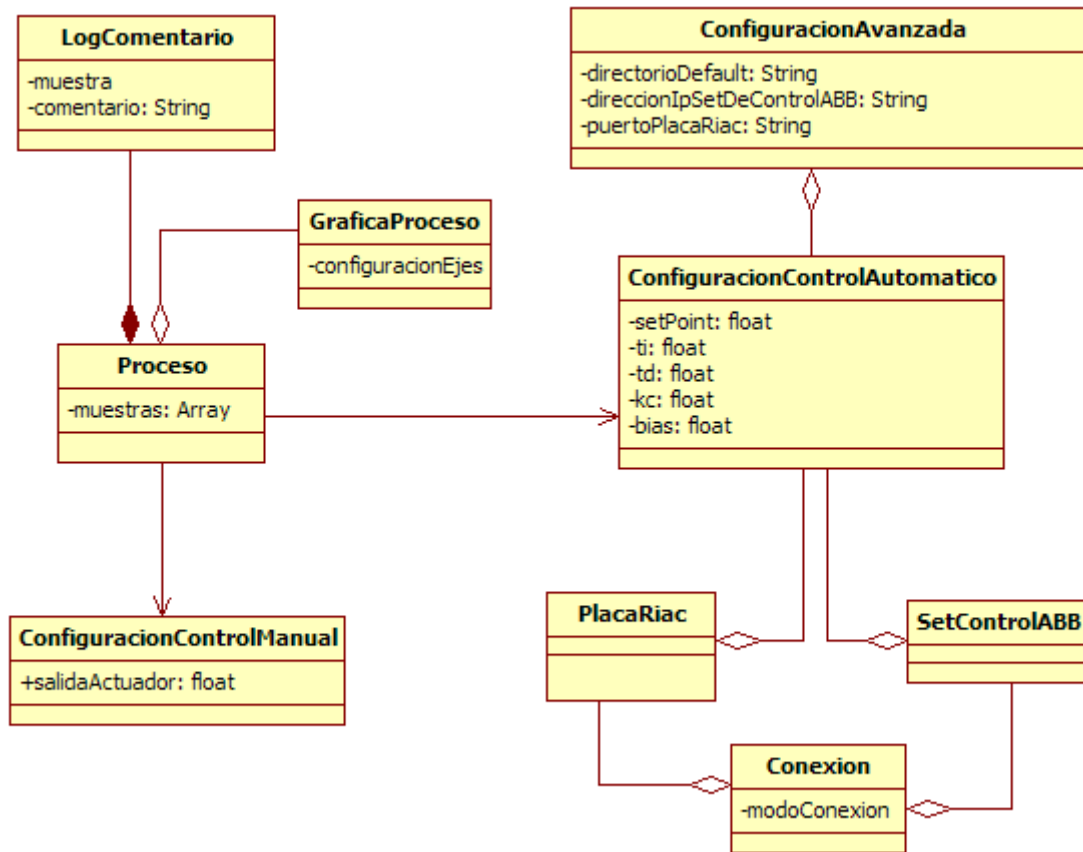 LogComentario
-muestra
-comentario: String
ConfiguracionAvanzada
-directorioDefault: String
-direccionIpSetDeControlABB: String
-puertoPlacaRiac: String
GraficaProceso
-configuracionEjes
ConfiguracionControlAutomatico
-setPoint: float
-ti: float
-td: float
-kc: float
-bias: float
Proceso
-muestras: Array
ConfiguracionControlManual
+salidaActuador: float
PlacaRiac
SetControlABB
Conexion
-modoConexion